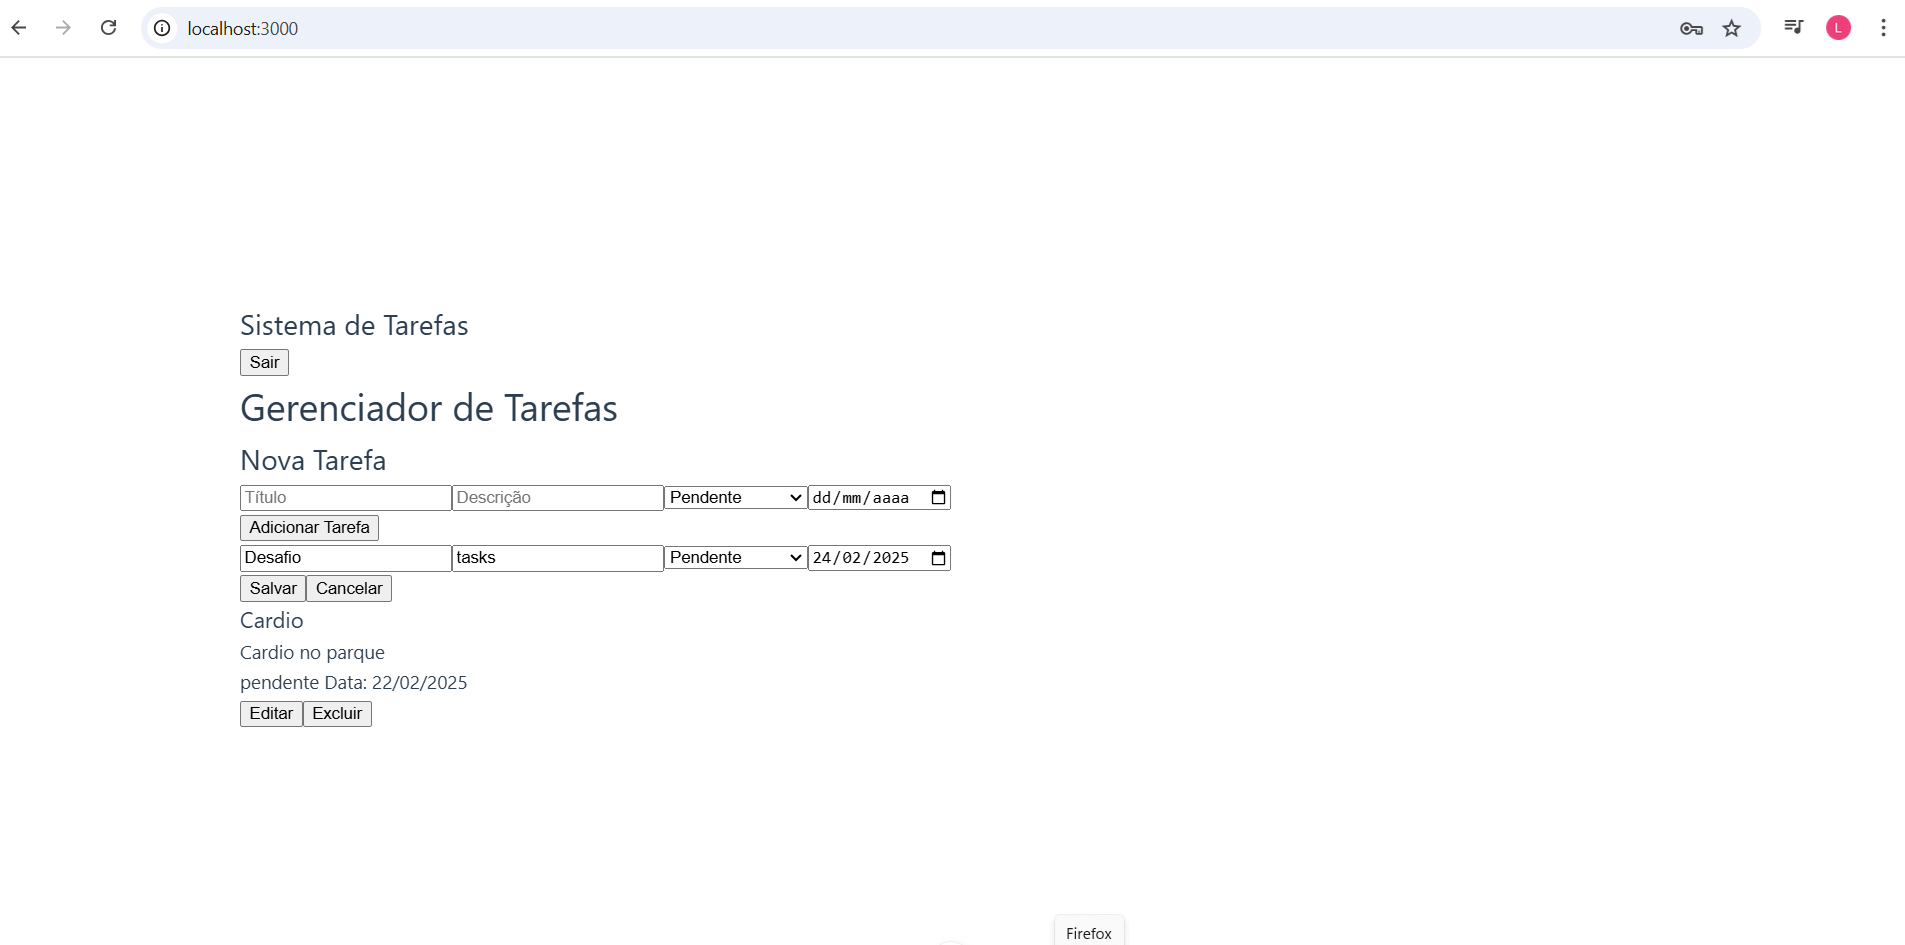 localhost:3000
L
Sistema de Tarefas
Sair
Gerenciador de Tarefas
Nova Tarefa
Título Descrição Pendente dd/mm/aaaa
Adicionar Tarefa
Desafio tasks Pendente 24/02/2025
Salvar Cancelar
Cardio
Cardio no parque
pendente Data: 22/02/2025
Editar Excluir
Firefox